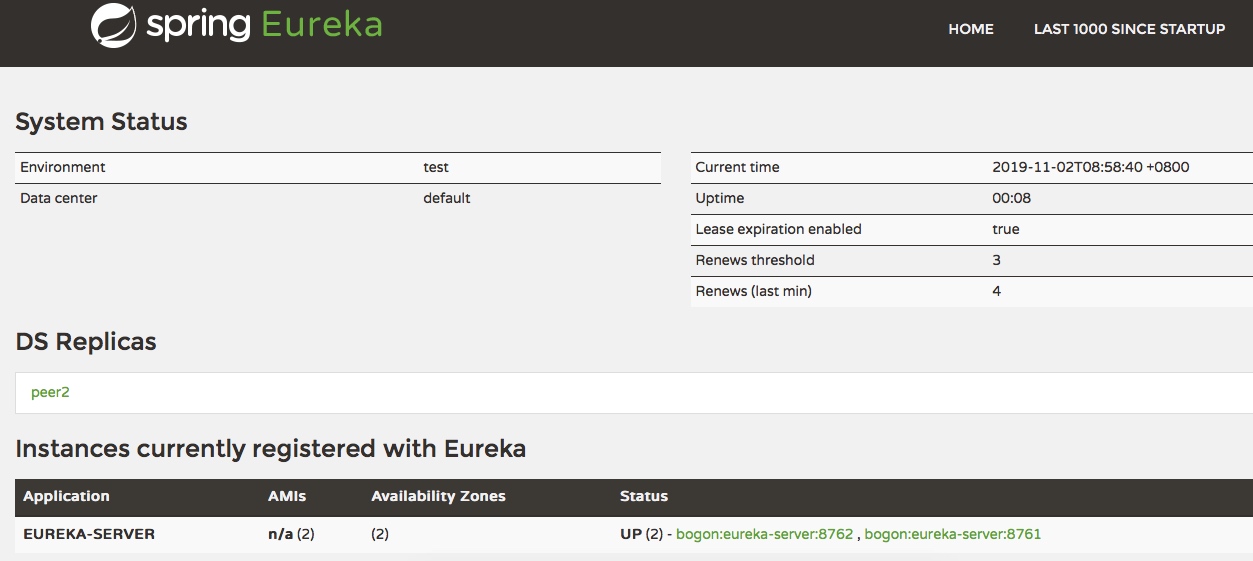 spring Eureka
HOME LAST 1000 SINCE STARTUP
System Status
Environment test
Data center default
Current time 2019-11-02T08:58:40 +0800
Uptime 00:08
Lease expiration enabled true
Renews threshold 3
Renews (last min) 4
DS Replicas
peer2
Instances currently registered with Eureka
Application AMIs Availability Zones Status
EUREKA-SERVER n/a (2) (2) UP (2) - bogon:eureka-server:8762 , bogon:eureka-server:8761